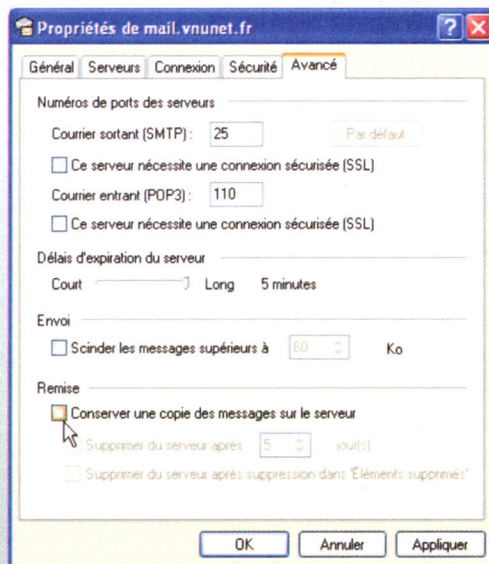 Propriétés de mail.vnunet.fr
Général Serveurs Connexion Sécurité Avancé
Numéros de ports des serveurs
Courrier sortant (SMTP) : 25 Par défaut
Ce serveur nécessite une connexion sécurisée (SSL)
Courrier entrant (POP3) : 110
Ce serveur nécessite une connexion sécurisée (SSL)
Délais d'expiration du serveur
Court Long 5 minutes
Envoi
Scinder les messages supérieurs à 60 Ko
Remise
Conserver une copie des messages sur le serveur
Supprimer du serveur après 5 jour(s)
Supprimer du serveur après suppression dans 'Éléments supprimés'
OK Annuler Appliquer